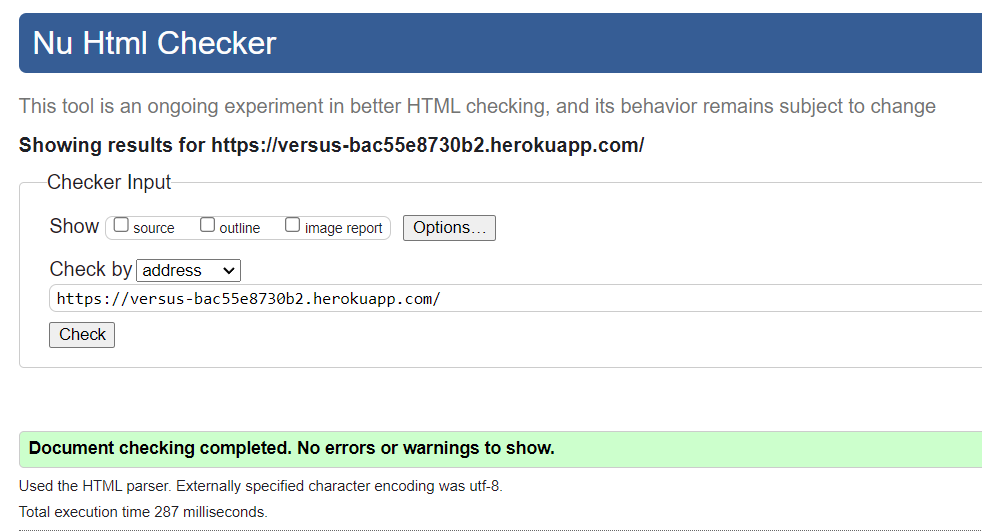 Nu Html Checker
This tool is an ongoing experiment in better HTML checking, and its behavior remains subject to change
Showing results for https://versus-bac55e8730b2.herokuapp.com/
Checker Input
Show source outline image report Options...
Check by address
https://versus-bac55e8730b2.herokuapp.com/
Check
Document checking completed. No errors or warnings to show.
Used the HTML parser. Externally specified character encoding was utf-8.
Total execution time 287 milliseconds.